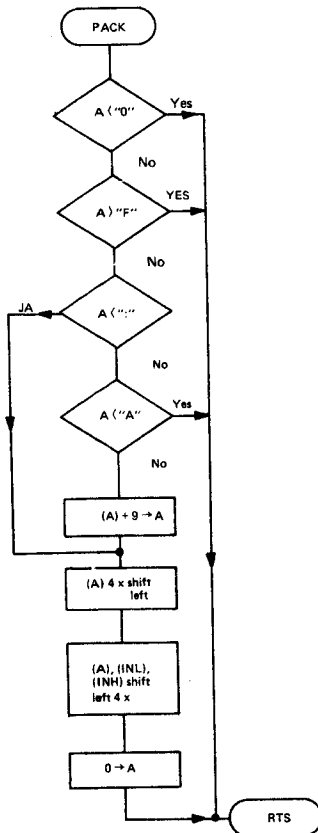 PACK
A ⟨ "0"
Yes
No
A ⟩ "F"
YES
No
JA
A ⟨ ":"
No
A ⟨ "A"
Yes
No
(A) + 9 → A
(A) 4 x shift
left
(A), (INL),
(INH) shift
left 4 x
0 → A
RTS